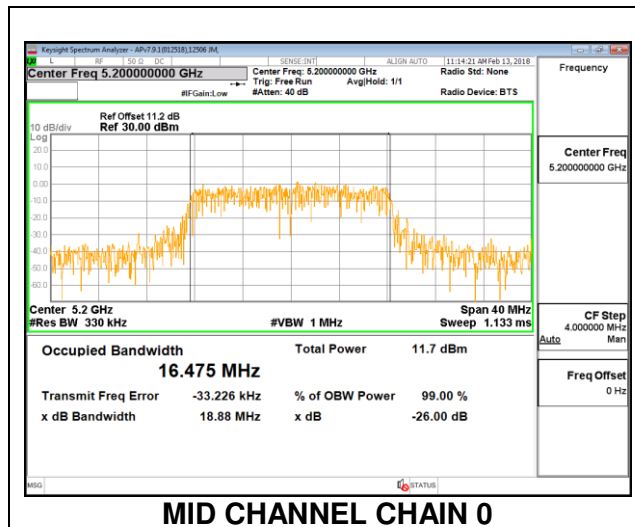 Keysight Spectrum Analyzer - APv7.9.1(012518),12506 JM,
L RF 50 Ω DC SENSE:INT ALIGN AUTO 11:14:21 AM Feb 13, 2018
Center Freq 5.200000000 GHz Center Freq: 5.200000000 GHz Radio Std: None Frequency
Trig: Free Run Avg|Hold: 1/1
#IFGain:Low #Atten: 40 dB Radio Device: BTS
Ref Offset 11.2 dB
10 dB/div Ref 30.00 dBm
Log
20.0
10.0
0.00
-10.0
-20.0
-30.0
-40.0
-50.0
-60.0
Center Freq
5.200000000 GHz
Center 5.2 GHz Span 40 MHz
#Res BW 330 kHz #VBW 1 MHz Sweep 1.133 ms
CF Step
4.000000 MHz
Auto Man
Occupied Bandwidth Total Power 11.7 dBm
16.475 MHz
Freq Offset
0 Hz
Transmit Freq Error -33.226 kHz % of OBW Power 99.00 %
x dB Bandwidth 18.88 MHz x dB -26.00 dB
MSG STATUS
MID CHANNEL CHAIN 0